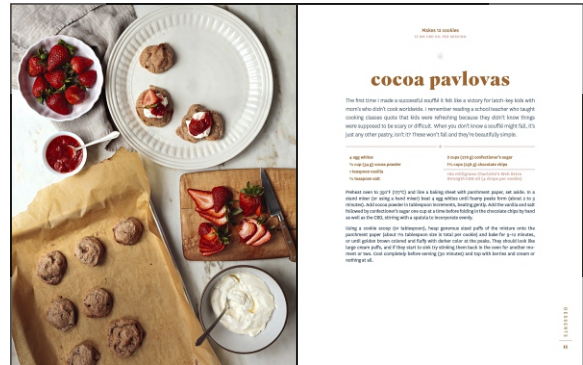 Makes 12 cookies
cocoa pavlovas
The first time I made a successful soufflé it felt like a victory for latch-key kids with
mom's who didn't cook worldwide. I remember reading a school teacher who taught
cooking classes quote that kids were refreshing because they didn't know things
were supposed to be scary or difficult. When you don't know a soufflé might fall, it's
just any other pastry, isn't it? These won't fall and they're beautifully simple.
4 egg whites
cocoa powder
1 teaspoon vanilla
teaspoon salt
3 cups confectioner's sugar
chocolate chips
Preheat oven to 350°F (177°C) and line a baking sheet with parchment paper, set aside. In a
stand mixer (or using a hand mixer) beat 4 egg whites until foamy peaks form (about 2 to 3
minutes). Add cocoa powder in tablespoon increments, beating gently. Add the vanilla and salt
followed by confectioner's sugar one cup at a time before folding in the chocolate chips by hand
as well as the CBD, stirring with a spatula to incorporate evenly.
Using a cookie scoop (or tablespoon), heap generous sized puffs of the mixture onto the
parchment paper (about 1½ tablespoon size is total per cookie) and bake for 9–12 minutes,
or until golden brown colored and fluffy with darker color at the peaks. They should look like
large cream puffs, and if they start to sink try sticking them back in the oven for another mo-
ment or two. Cool completely before serving (30 minutes) and top with berries and cream or
nothing at all.
DESSERTS